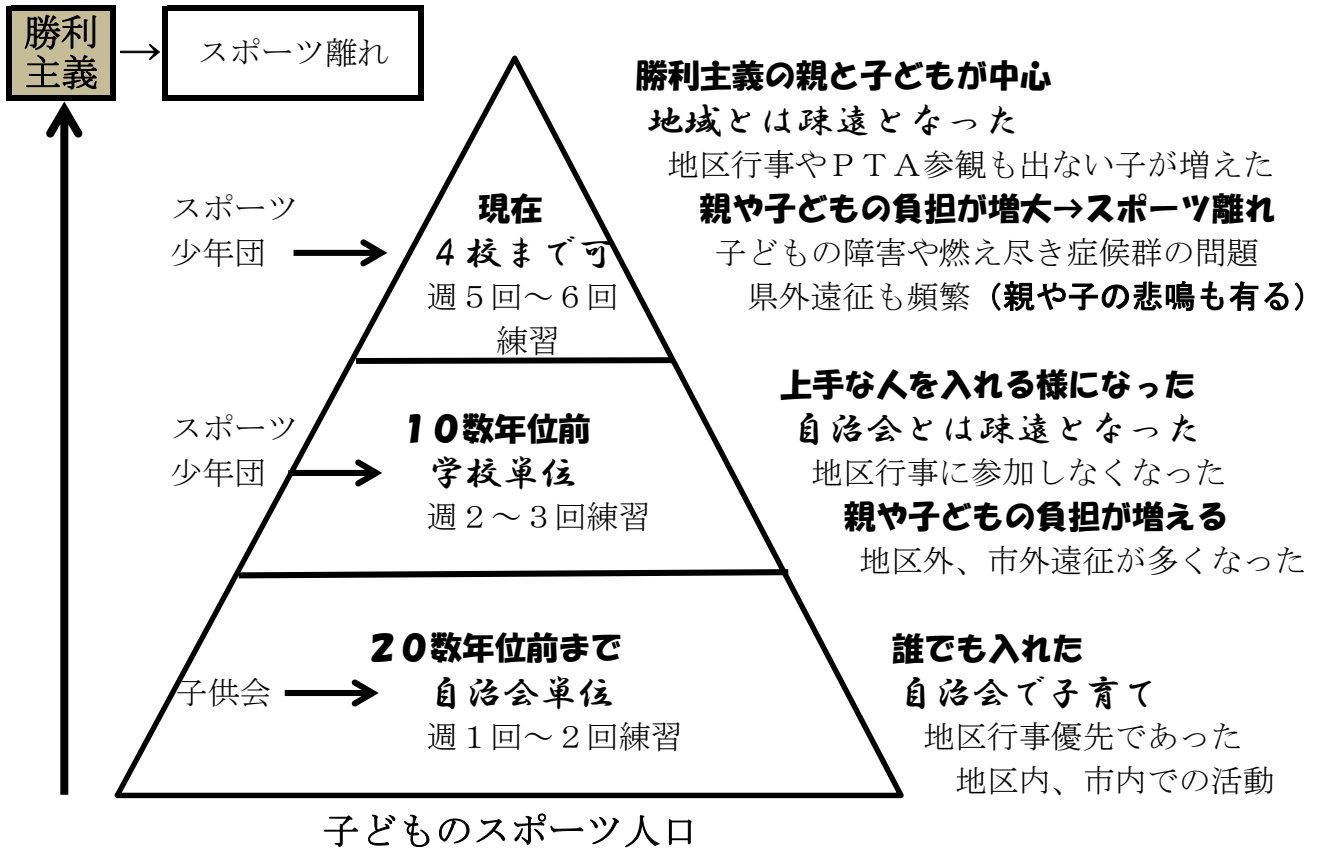 勝利
主義
→
スポーツ離れ
勝利主義の親と子どもが中心
地域とは疎遠となった
地区行事やＰＴＡ参観も出ない子が増えた
親や子どもの負担が増大→スポーツ離れ
子どもの障害や燃え尽き症候群の問題
県外遠征も頻繁（親や子の悲鳴も有る）
スポーツ
少年団
現在
４校まで可
週５回～６回
練習
上手な人を入れる様になった
自治会とは疎遠となった
地区行事に参加しなくなった
親や子どもの負担が増える
地区外、市外遠征が多くなった
スポーツ
少年団
１０数年位前
学校単位
週２～３回練習
誰でも入れた
自治会で子育て
地区行事優先であった
地区内、市内での活動
子供会
２０数年位前まで
自治会単位
週１回～２回練習
子どものスポーツ人口